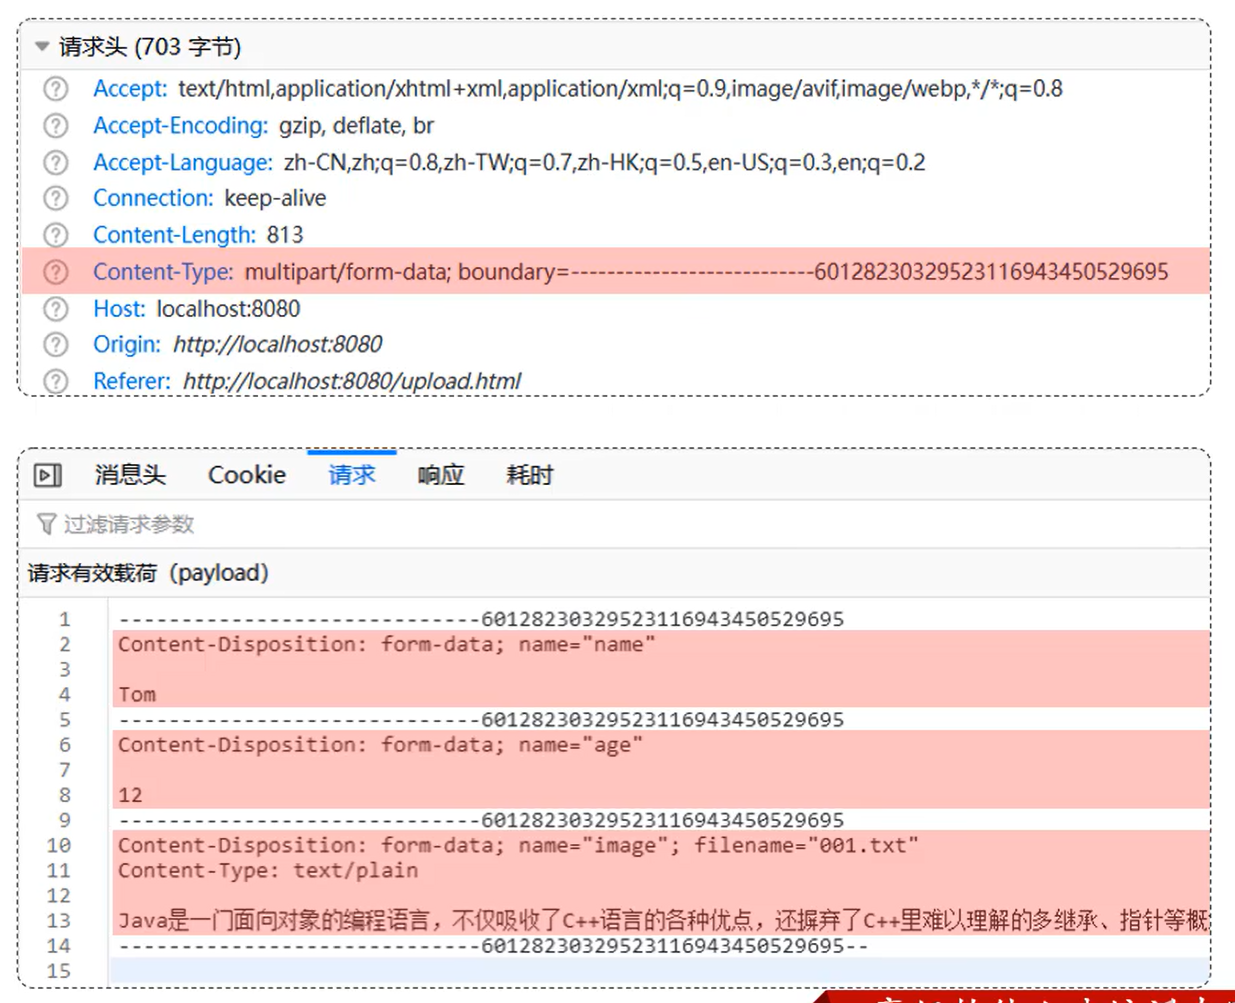 请求头 (703 字节)
Accept: text/html,application/xhtml+xml,application/xml;q=0.9,image/avif,image/webp,*/*;q=0.8
Accept-Encoding: gzip, deflate, br
Accept-Language: zh-CN,zh;q=0.8,zh-TW;q=0.7,zh-HK;q=0.5,en-US;q=0.3,en;q=0.2
Connection: keep-alive
Content-Length: 813
Content-Type: multipart/form-data; boundary=---------------------------60128230329523116943450529695
Host: localhost:8080
Origin: http://localhost:8080
Referer: http://localhost:8080/upload.html
消息头 Cookie 请求 响应 耗时
过滤请求参数
请求有效载荷（payload）
1 -----------------------------60128230329523116943450529695
2 Content-Disposition: form-data; name="name"
3
4 Tom
5 -----------------------------60128230329523116943450529695
6 Content-Disposition: form-data; name="age"
7
8 12
9 -----------------------------60128230329523116943450529695
10 Content-Disposition: form-data; name="image"; filename="001.txt"
11 Content-Type: text/plain
12
13 Java是一门面向对象的编程语言，不仅吸收了C++语言的各种优点，还摒弃了C++里难以理解的多继承、指针等概
14 -----------------------------60128230329523116943450529695--
15